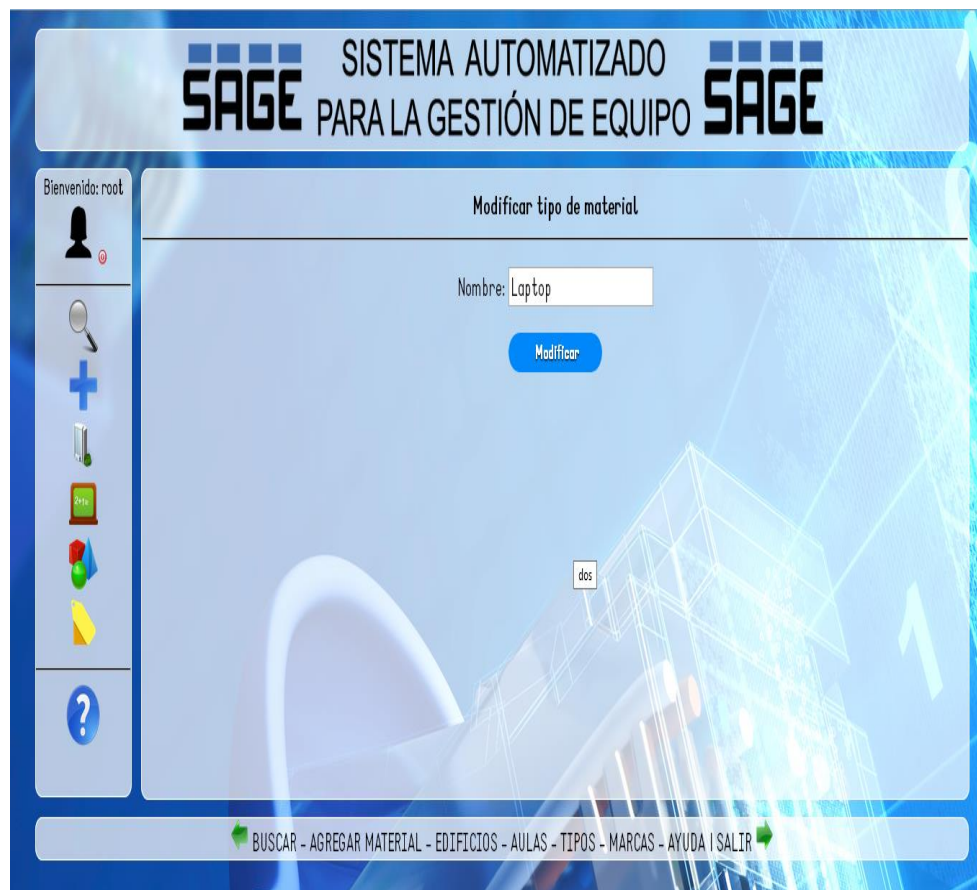 SAGE SISTEMA AUTOMATIZADO SAGE
PARA LA GESTIÓN DE EQUIPO
Bienvenido: root
Modificar tipo de material
Nombre: Laptop
Modificar
dos
1
BUSCAR - AGREGAR MATERIAL - EDIFICIOS - AULAS - TIPOS - MARCAS - AYUDA | SALIR